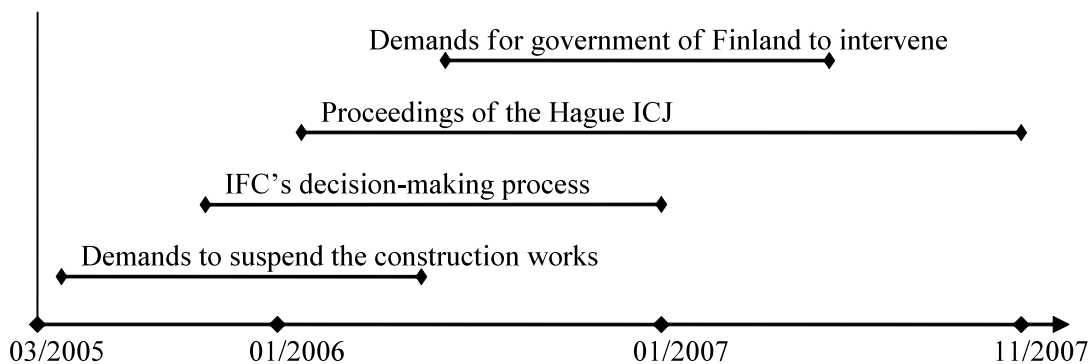 Demands for government of Finland to intervene
Proceedings of the Hague ICJ
IFC's decision-making process
Demands to suspend the construction works
03/2005 01/2006 01/2007 11/2007